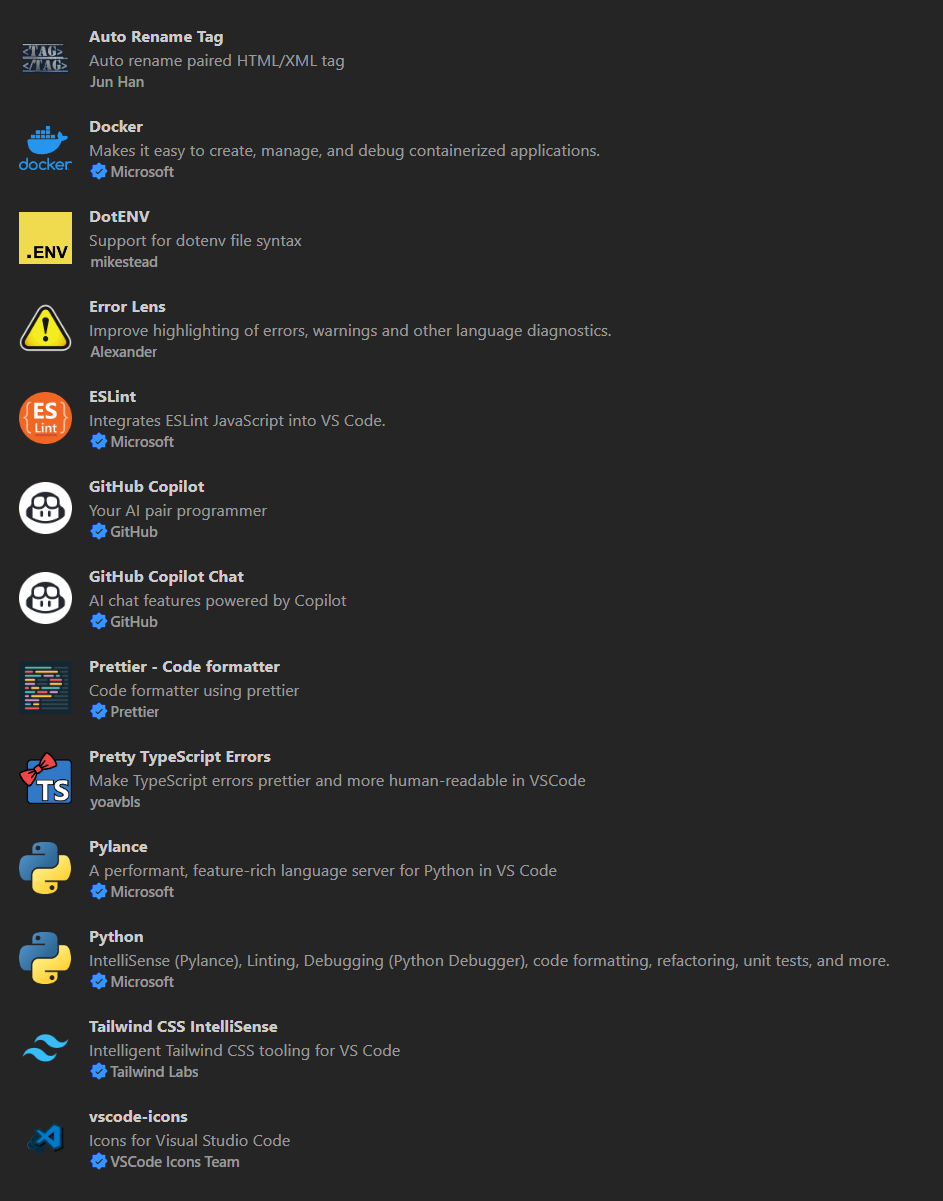 <TAG>
</TAG>
Auto Rename Tag
Auto rename paired HTML/XML tag
Jun Han
docker
Docker
Makes it easy to create, manage, and debug containerized applications.
Microsoft
.ENV
DotENV
Support for dotenv file syntax
mikestead
Error Lens
Improve highlighting of errors, warnings and other language diagnostics.
Alexander
{ES}
Lint
ESLint
Integrates ESLint JavaScript into VS Code.
Microsoft
GitHub Copilot
Your AI pair programmer
GitHub
GitHub Copilot Chat
AI chat features powered by Copilot
GitHub
Prettier - Code formatter
Code formatter using prettier
Prettier
TS
Pretty TypeScript Errors
Make TypeScript errors prettier and more human-readable in VSCode
yoavbls
Pylance
A performant, feature-rich language server for Python in VS Code
Microsoft
Python
IntelliSense (Pylance), Linting, Debugging (Python Debugger), code formatting, refactoring, unit tests, and more.
Microsoft
Tailwind CSS IntelliSense
Intelligent Tailwind CSS tooling for VS Code
Tailwind Labs
vscode-icons
Icons for Visual Studio Code
VSCode Icons Team